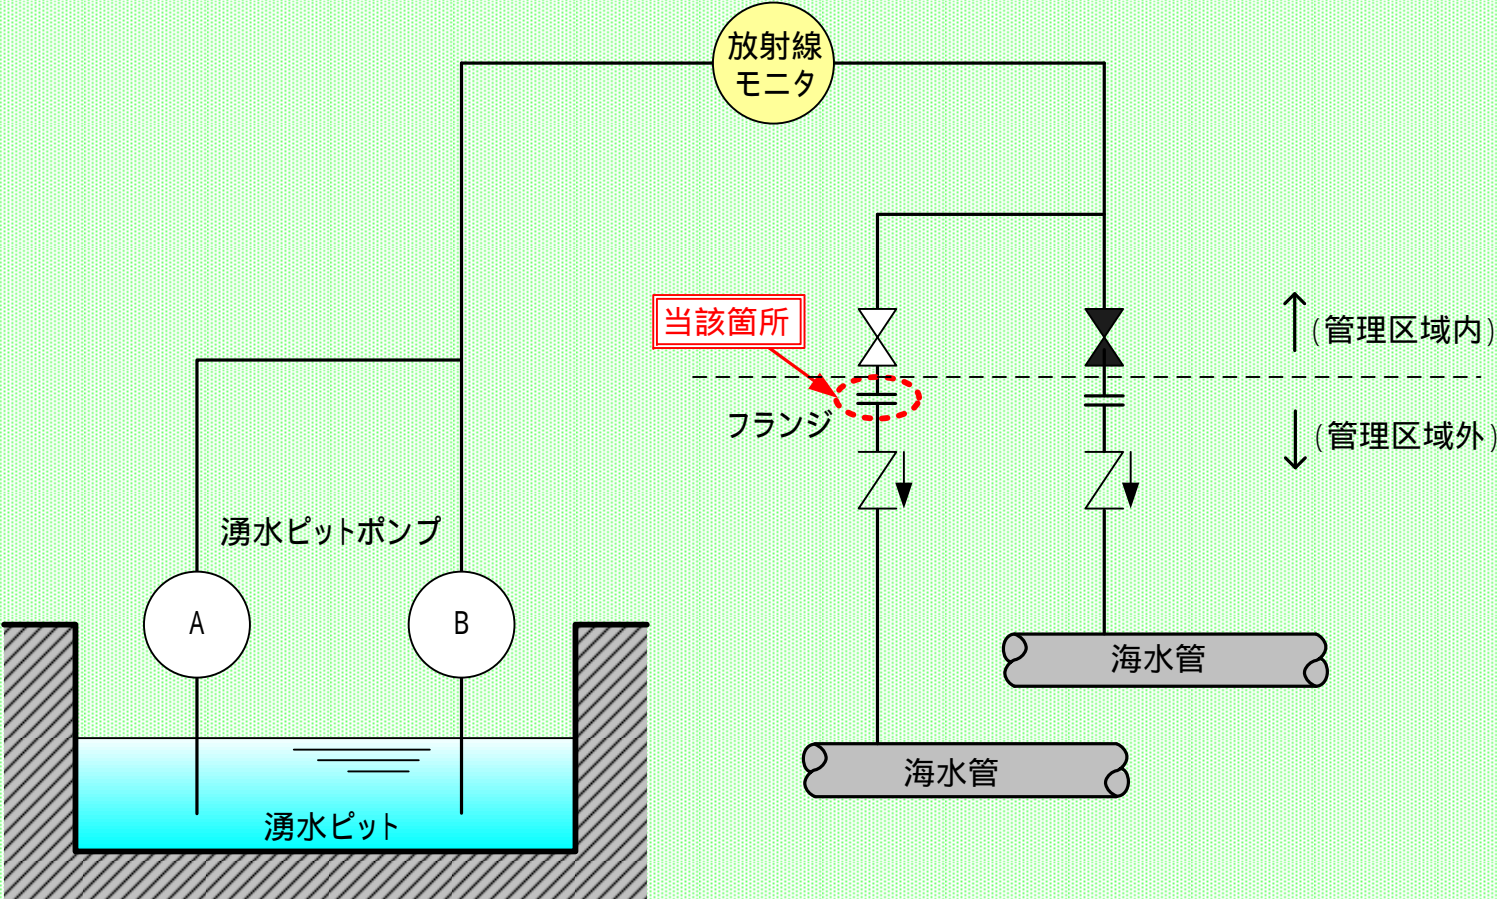 放射線
モニタ
当該箇所
(管理区域内)
フランジ
(管理区域外)
湧水ピットポンプ
A
B
海水管
海水管
湧水ピット